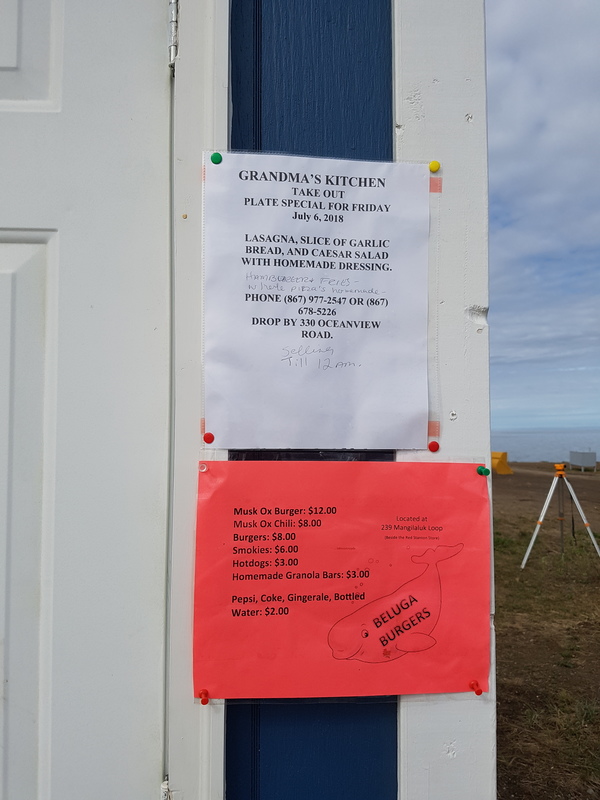 GRANDMA'S KITCHEN
TAKE OUT
PLATE SPECIAL FOR FRIDAY
July 6, 2018
LASAGNA, SLICE OF GARLIC
BREAD, AND CAESAR SALAD
WITH HOMEMADE DRESSING.
FRIES -
whole pizza's homemade -
PHONE (867) 977-2547 OR (867)
678-5226
DROP BY 330 OCEANVIEW
ROAD.
Selling
Till 12 AM.
Musk Ox Burger: $12.00
Musk Ox Chili: $8.00
Burgers: $8.00
Smokies: $6.00
Hotdogs: $3.00
Homemade Granola Bars: $3.00
Pepsi, Coke, Gingerale, Bottled
Water: $2.00
Located at
239 Mangilaluk Loop
BELUGA
BURGERS